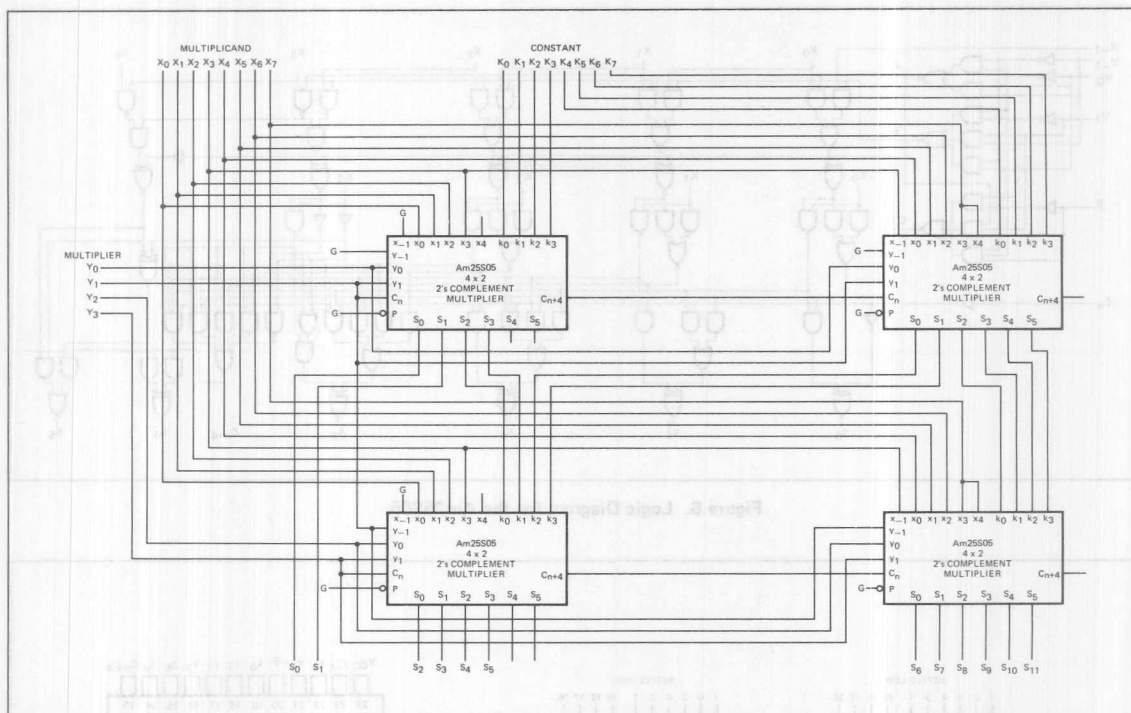 MULTIPLICAND
X0 X1 X2 X3 X4 X5 X6 X7
CONSTANT
K0 K1 K2 K3 K4 K5 K6 K7
G
x-1 x0 x1 x2 x3 x4 k0 k1 k2 k3
G
y-1
y0
y1
Cn
G
P
Am25S05
4 x 2
2's COMPLEMENT
MULTIPLIER
Cn+4
S0 S1 S2 S3 S4 S5
x-1 x0 x1 x2 x3 x4 k0 k1 k2 k3
G
y-1
y0
y1
Cn
G
P
Am25S05
4 x 2
2's COMPLEMENT
MULTIPLIER
Cn+4
S0 S1 S2 S3 S4 S5
MULTIPLIER
Y0
Y1
Y2
Y3
G
x-1 x0 x1 x2 x3 x4 k0 k1 k2 k3
y-1
y0
y1
Cn
G
P
Am25S05
4 x 2
2's COMPLEMENT
MULTIPLIER
Cn+4
S0 S1 S2 S3 S4 S5
x-1 x0 x1 x2 x3 x4 k0 k1 k2 k3
y-1
y0
y1
Cn
G
P
Am25S05
4 x 2
2's COMPLEMENT
MULTIPLIER
Cn+4
S0 S1 S2 S3 S4 S5
S0 S1 S2 S3 S4 S5 S6 S7 S8 S9 S10 S11